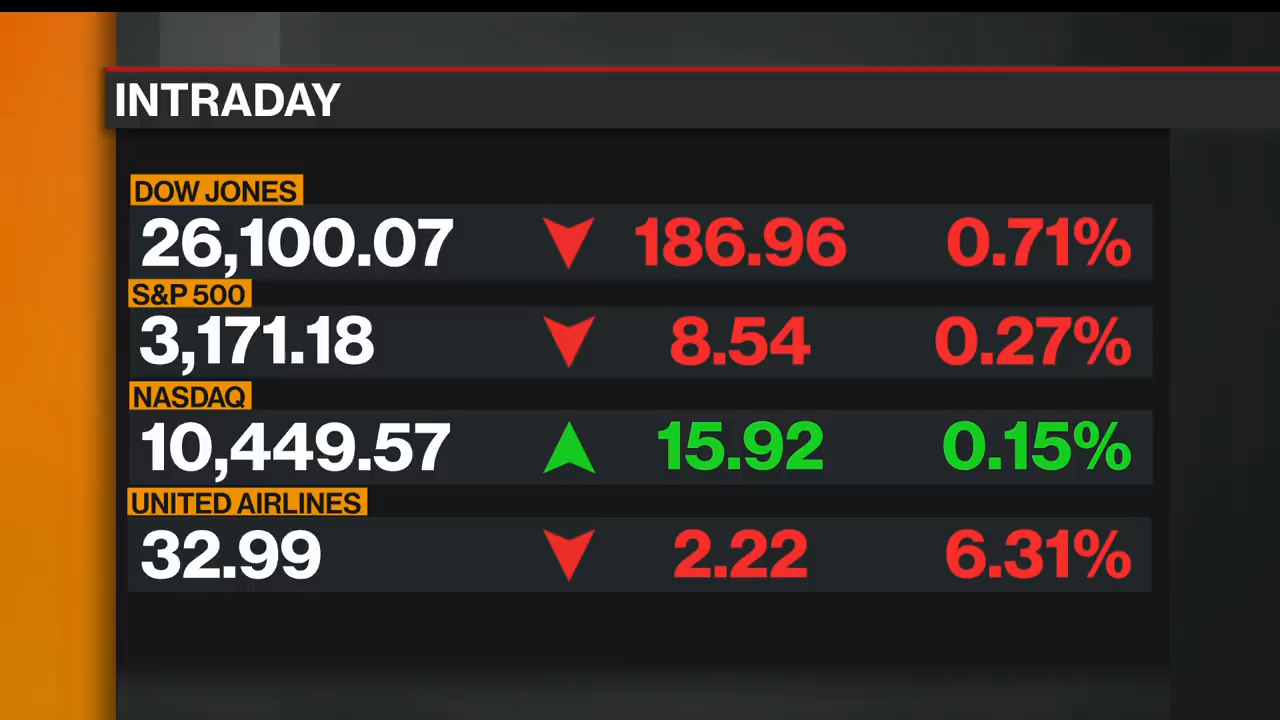 INTRADAY
DOW JONES
26,100.07 186.96 0.71%
S&P 500
3,171.18 8.54 0.27%
NASDAQ
10,449.57 15.92 0.15%
UNITED AIRLINES
32.99 2.22 6.31%